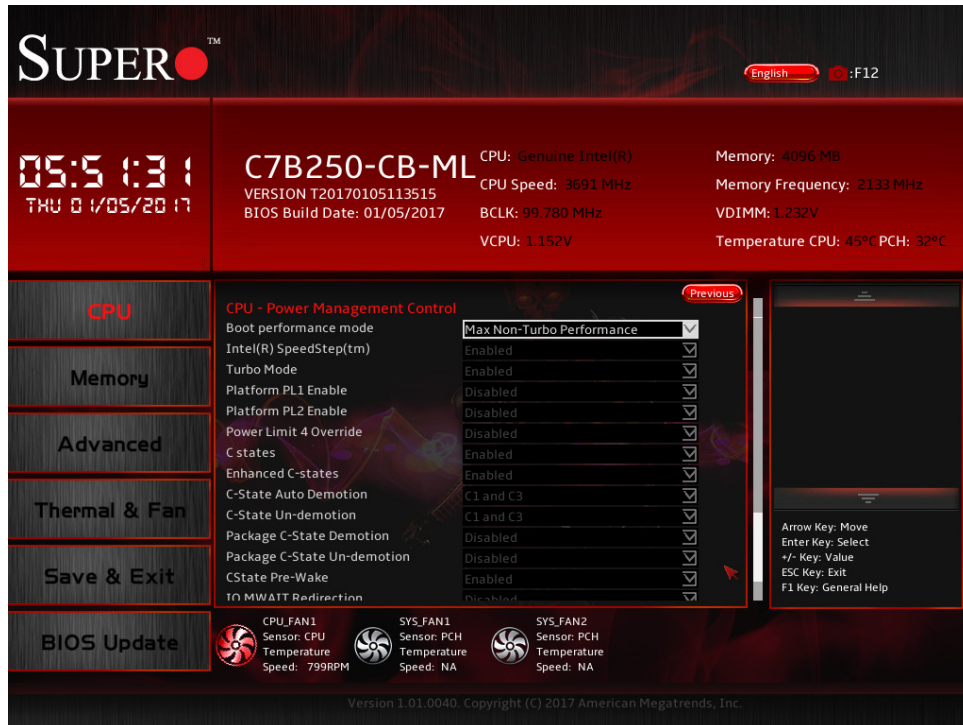 SUPER TM
English :F12
05:51:31
THU 01/05/2017
C7B250-CB-ML
VERSION T20170105113515
BIOS Build Date: 01/05/2017
CPU: Genuine Intel(R)
CPU Speed: 3691 MHz
BCLK: 99.780 MHz
VCPU: 1.152V
Memory: 4096 MB
Memory Frequency: 2133 MHz
VDIMM: 1.232V
Temperature CPU: 45°C PCH: 32°C
CPU
Memory
Advanced
Thermal & Fan
Save & Exit
BIOS Update
Previous
CPU - Power Management Control
Boot performance mode Max Non-Turbo Performance
Intel(R) SpeedStep(tm) Enabled
Turbo Mode Enabled
Platform PL1 Enable Disabled
Platform PL2 Enable Disabled
Power Limit 4 Override Disabled
C states Enabled
Enhanced C-states Enabled
C-State Auto Demotion C1 and C3
C-State Un-demotion C1 and C3
Package C-State Demotion Disabled
Package C-State Un-demotion Disabled
CState Pre-Wake Enabled
IO MWAIT Redirection Disabled
Arrow Key: Move
Enter Key: Select
+/- Key: Value
ESC Key: Exit
F1 Key: General Help
CPU_FAN1
Sensor: CPU
Temperature
Speed: 799RPM
SYS_FAN1
Sensor: PCH
Temperature
Speed: NA
SYS_FAN2
Sensor: PCH
Temperature
Speed: NA
Version 1.01.0040. Copyright (C) 2017 American Megatrends, Inc.